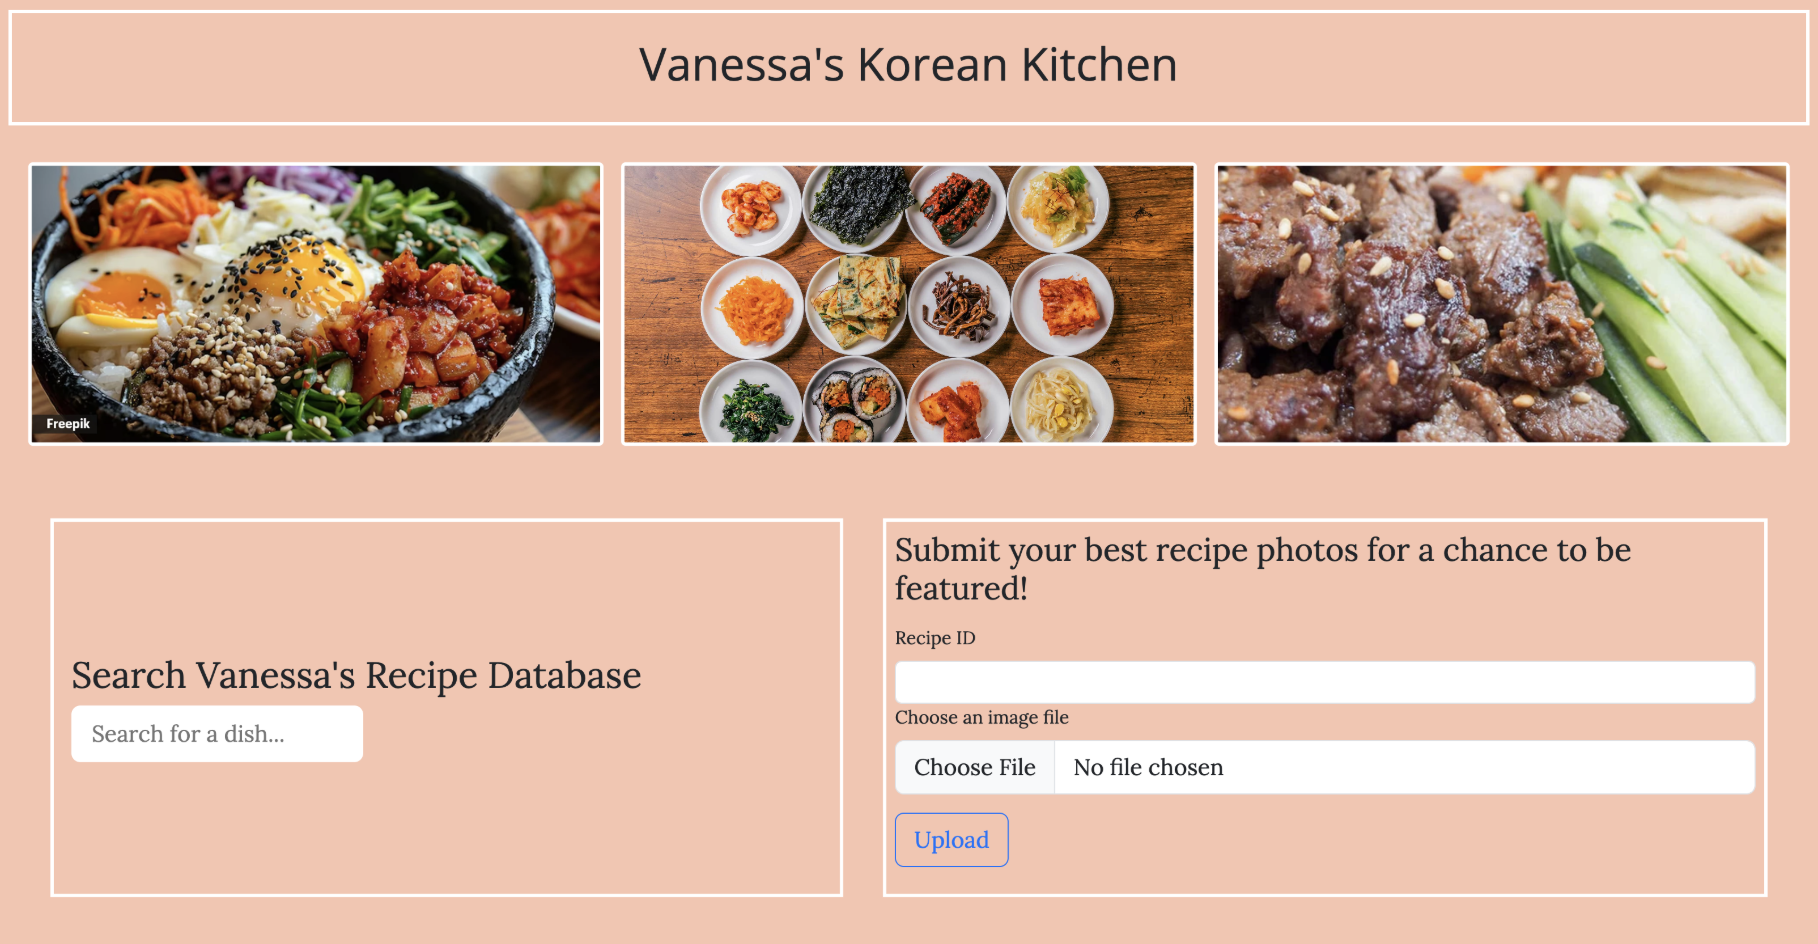 Vanessa's Korean Kitchen
Freepik
Search Vanessa's Recipe Database
Search for a dish...
Submit your best recipe photos for a chance to be
featured!
Recipe ID
Choose an image file
Choose File No file chosen
Upload